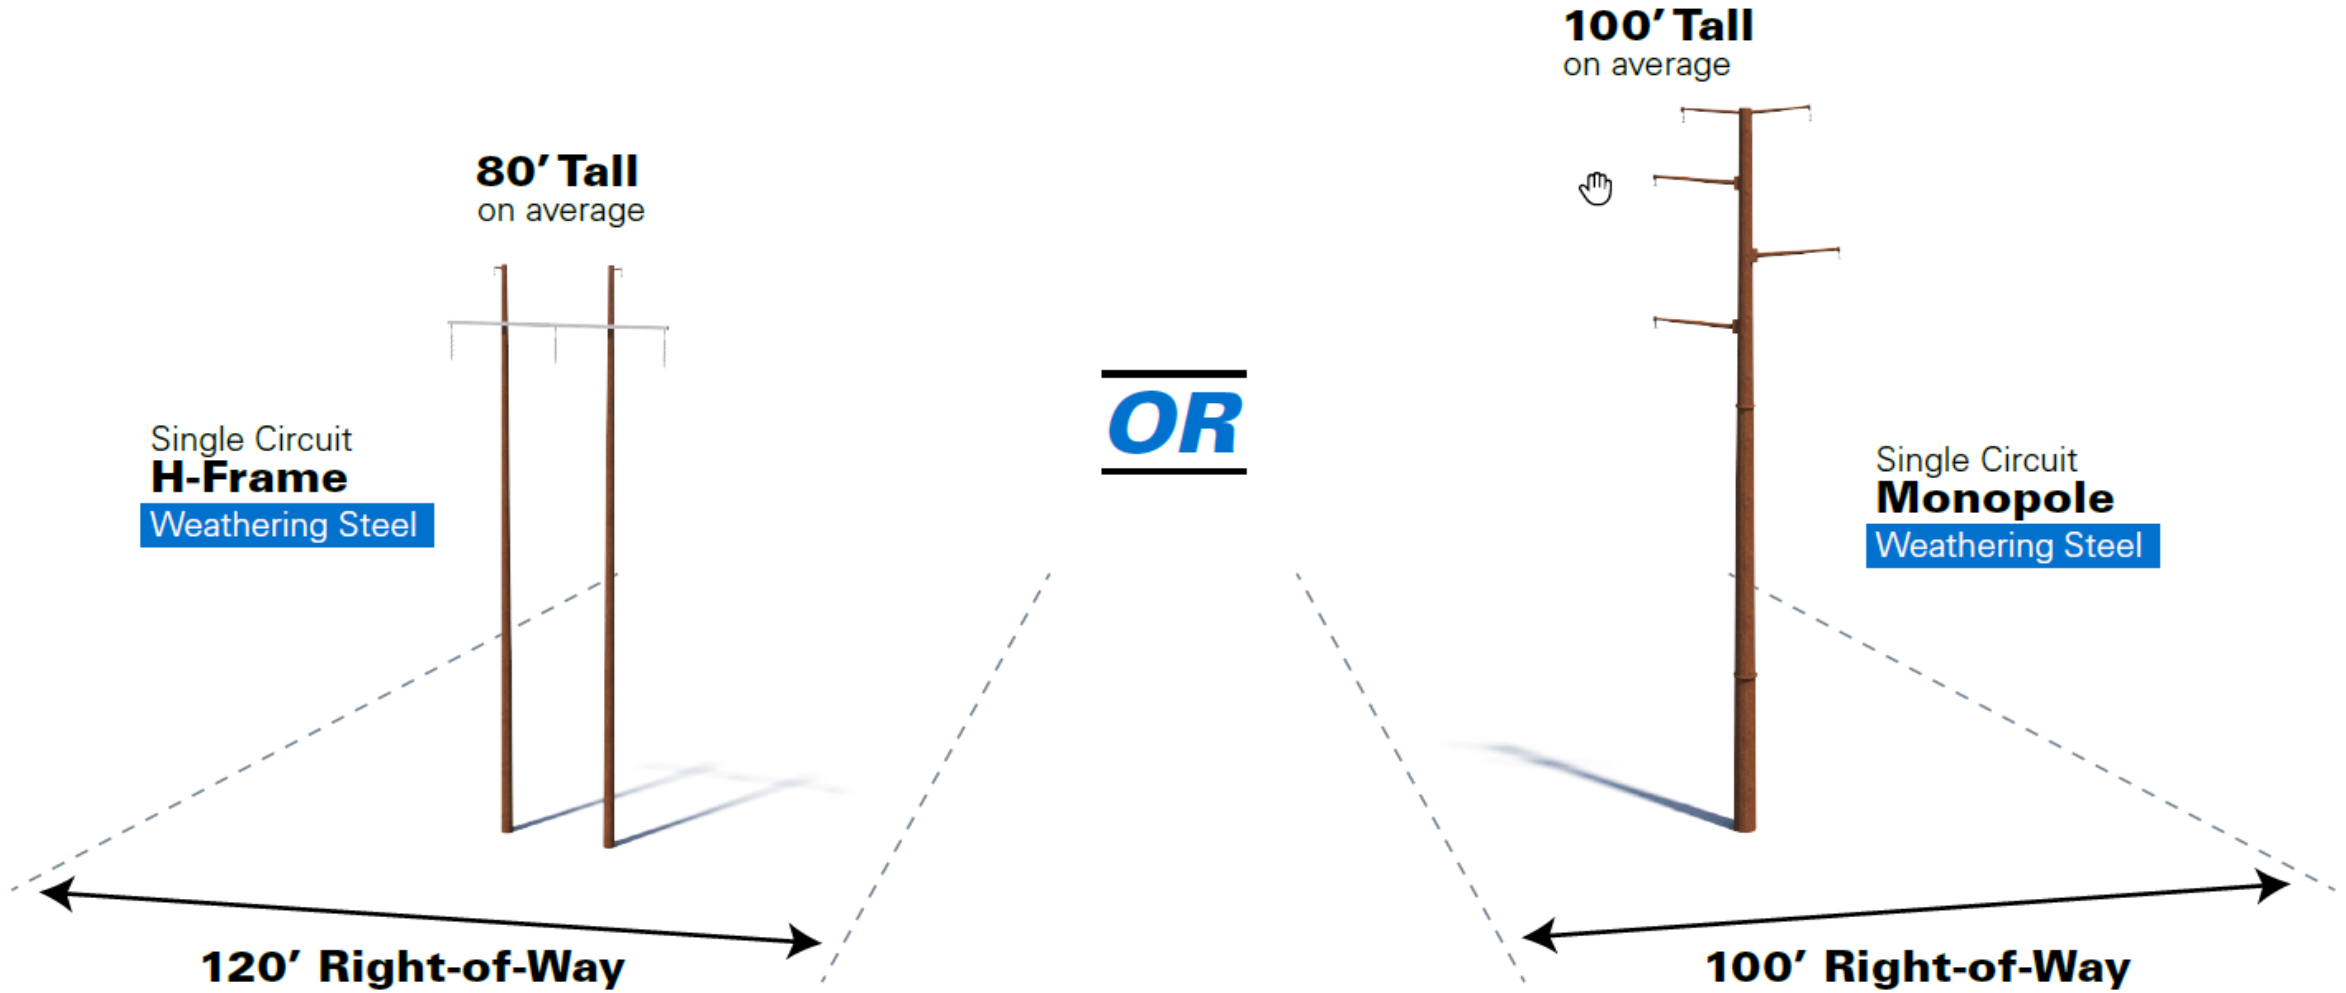 80’ Tall
on average
Single Circuit
H-Frame
Weathering Steel
120’ Right-of-Way
OR
100’ Tall
on average
Single Circuit
Monopole
Weathering Steel
100’ Right-of-Way